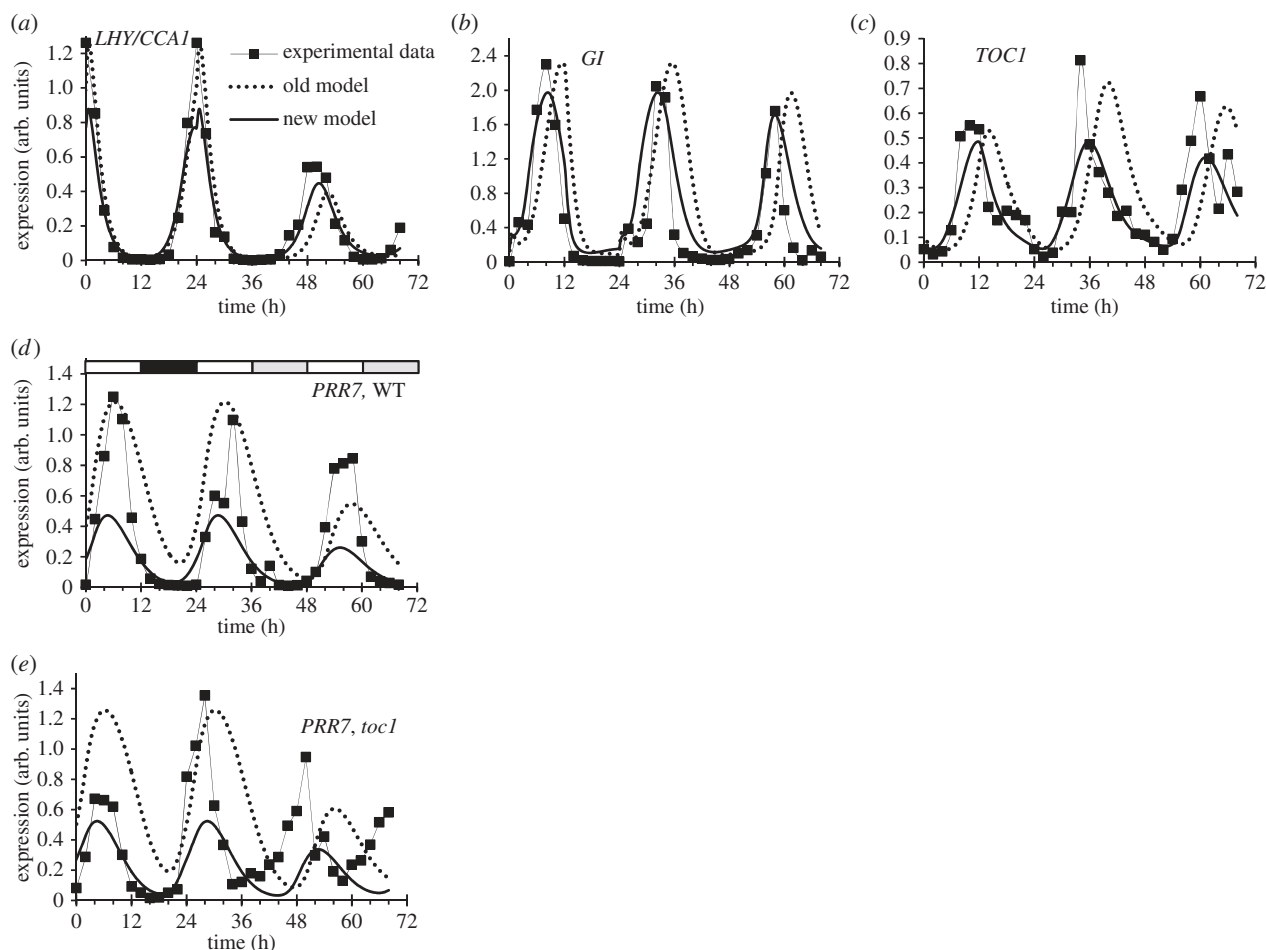 (a)
LHY/CCA1
experimental data
old model
new model
expression (arb. units)
1.2
1.0
0.8
0.6
0.4
0.2
0
0 12 24 36 48 60 72
time (h)
(b)
GI
2.4
2.0
1.6
1.2
0.8
0.4
0
0 12 24 36 48 60 72
time (h)
(c)
TOC1
0.9
0.8
0.7
0.6
0.5
0.4
0.3
0.2
0.1
0
0 12 24 36 48 60 72
time (h)
(d)
PRR7, WT
expression (arb. units)
1.4
1.2
1.0
0.8
0.6
0.4
0.2
0
0 12 24 36 48 60 72
time (h)
(e)
PRR7, toc1
expression (arb. units)
1.4
1.2
1.0
0.8
0.6
0.4
0.2
0
0 12 24 36 48 60 72
time (h)